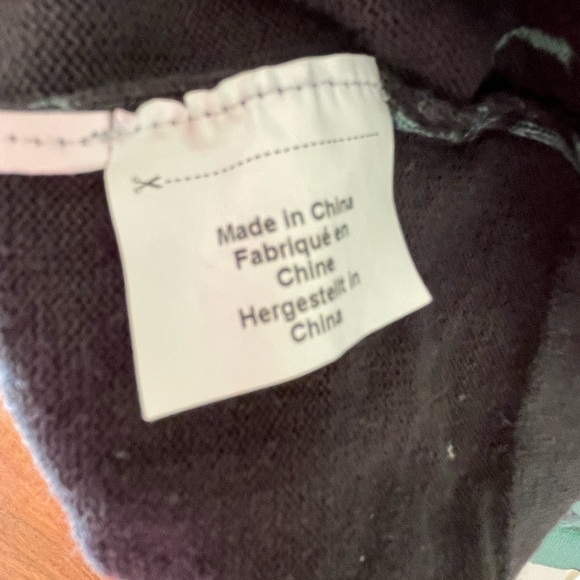 Made in China
Fabriqué en
Chine
Hergestellt in
China